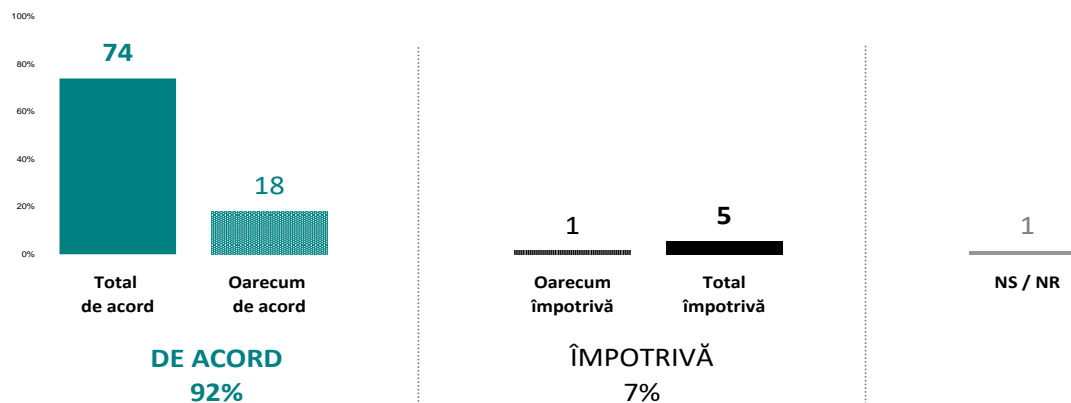 100%
80%
60%
40%
20%
0%
74
18
1
5
1
Total
de acord
Oarecum
de acord
Oarecum
împotrivă
Total
împotrivă
NS / NR
DE ACORD
92%
ÎMPOTRIVĂ
7%